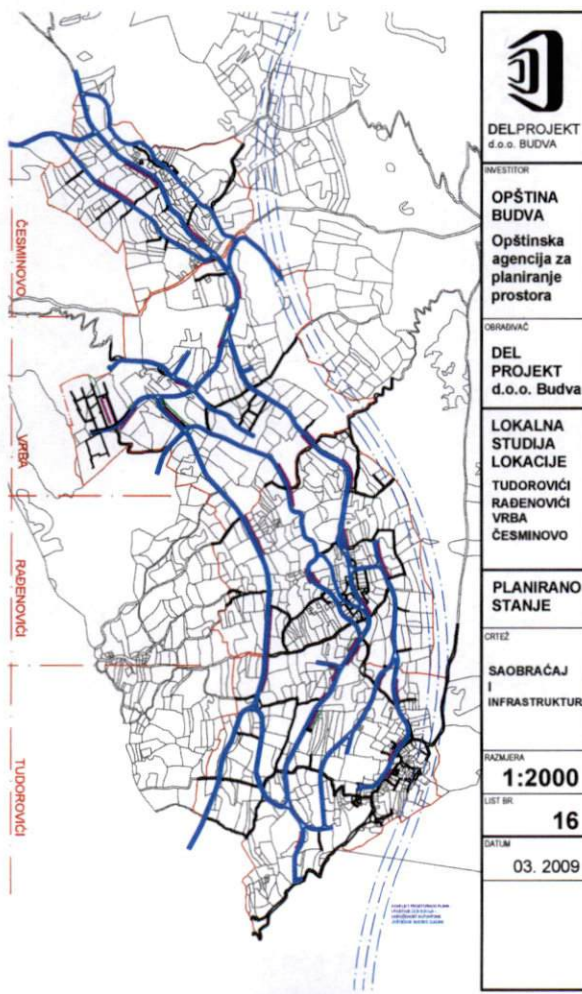 ČESMINOVO
VRBA
RAĐENOVIĆI
TUDOROVIĆI
DELPROJEKT
d.o.o. BUDVA
INVESTITOR
OPŠTINA
BUDVA
Opštinska
agencija za
planiranje
prostora
OBRAĐIVAČ
DEL
PROJEKT
d.o.o. Budva
LOKALNA
STUDIJA
LOKACIJE
TUDOROVIĆI
RAĐENOVIĆI
VRBA
ČESMINOVO
PLANIRANO
STANJE
CRTEŽ
SAOBRAĆAJ
I
INFRASTRUKTUR
RAZMJERA
1:2000
LIST BR.
16
DATUM
03. 2009